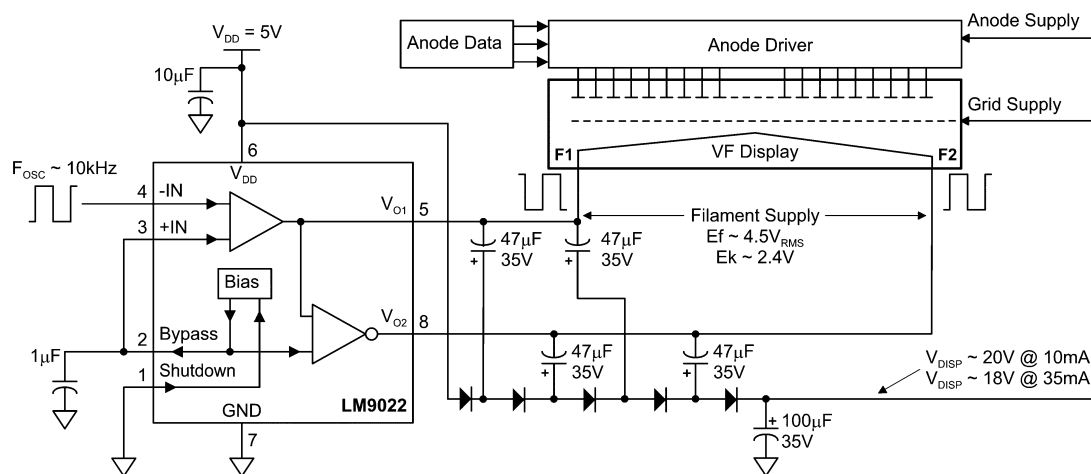 V_DD = 5V
10μF
Anode Data
Anode Driver
Anode Supply
Grid Supply
F1
VF Display
F2
F_OSC ~ 10kHz
6
V_DD
4
-IN
3
+IN
V_O1
5
47μF
35V
+
47μF
35V
+
Filament Supply
Ef ~ 4.5V_RMS
Ek ~ 2.4V
Bias
V_O2
8
2
Bypass
1μF
1
Shutdown
GND
LM9022
7
47μF
35V
+
47μF
35V
+
V_DISP ~ 20V @ 10mA
V_DISP ~ 18V @ 35mA
+
100μF
35V